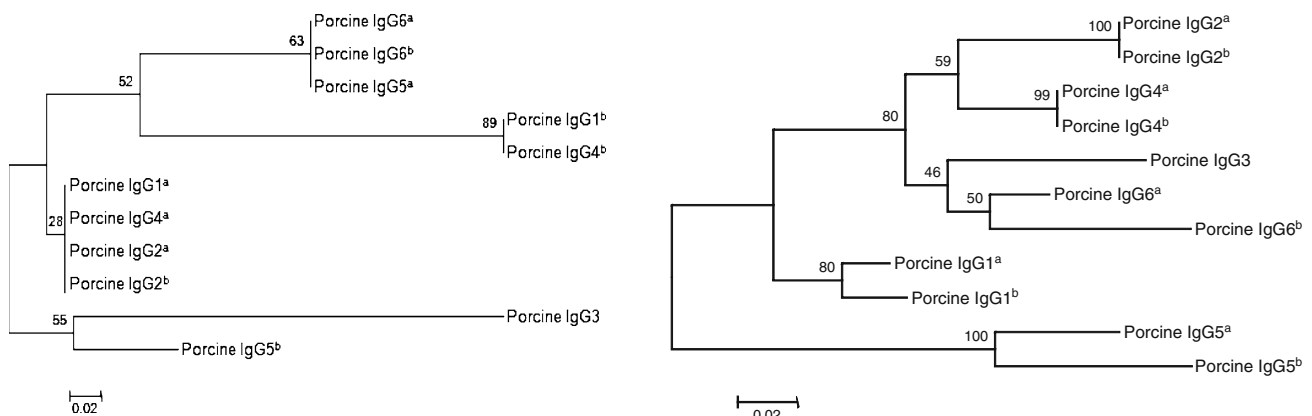 Porcine IgG6ᵃ
63
Porcine IgG6ᵇ
Porcine IgG5ᵃ
52
89
Porcine IgG1ᵇ
Porcine IgG4ᵇ
Porcine IgG1ᵃ
28
Porcine IgG4ᵃ
Porcine IgG2ᵃ
Porcine IgG2ᵇ
55
Porcine IgG3
Porcine IgG5ᵇ
0.02
100
Porcine IgG2ᵃ
Porcine IgG2ᵇ
59
99
Porcine IgG4ᵃ
Porcine IgG4ᵇ
80
Porcine IgG3
46
50
Porcine IgG6ᵃ
Porcine IgG6ᵇ
80
Porcine IgG1ᵃ
Porcine IgG1ᵇ
100
Porcine IgG5ᵃ
Porcine IgG5ᵇ
0.02